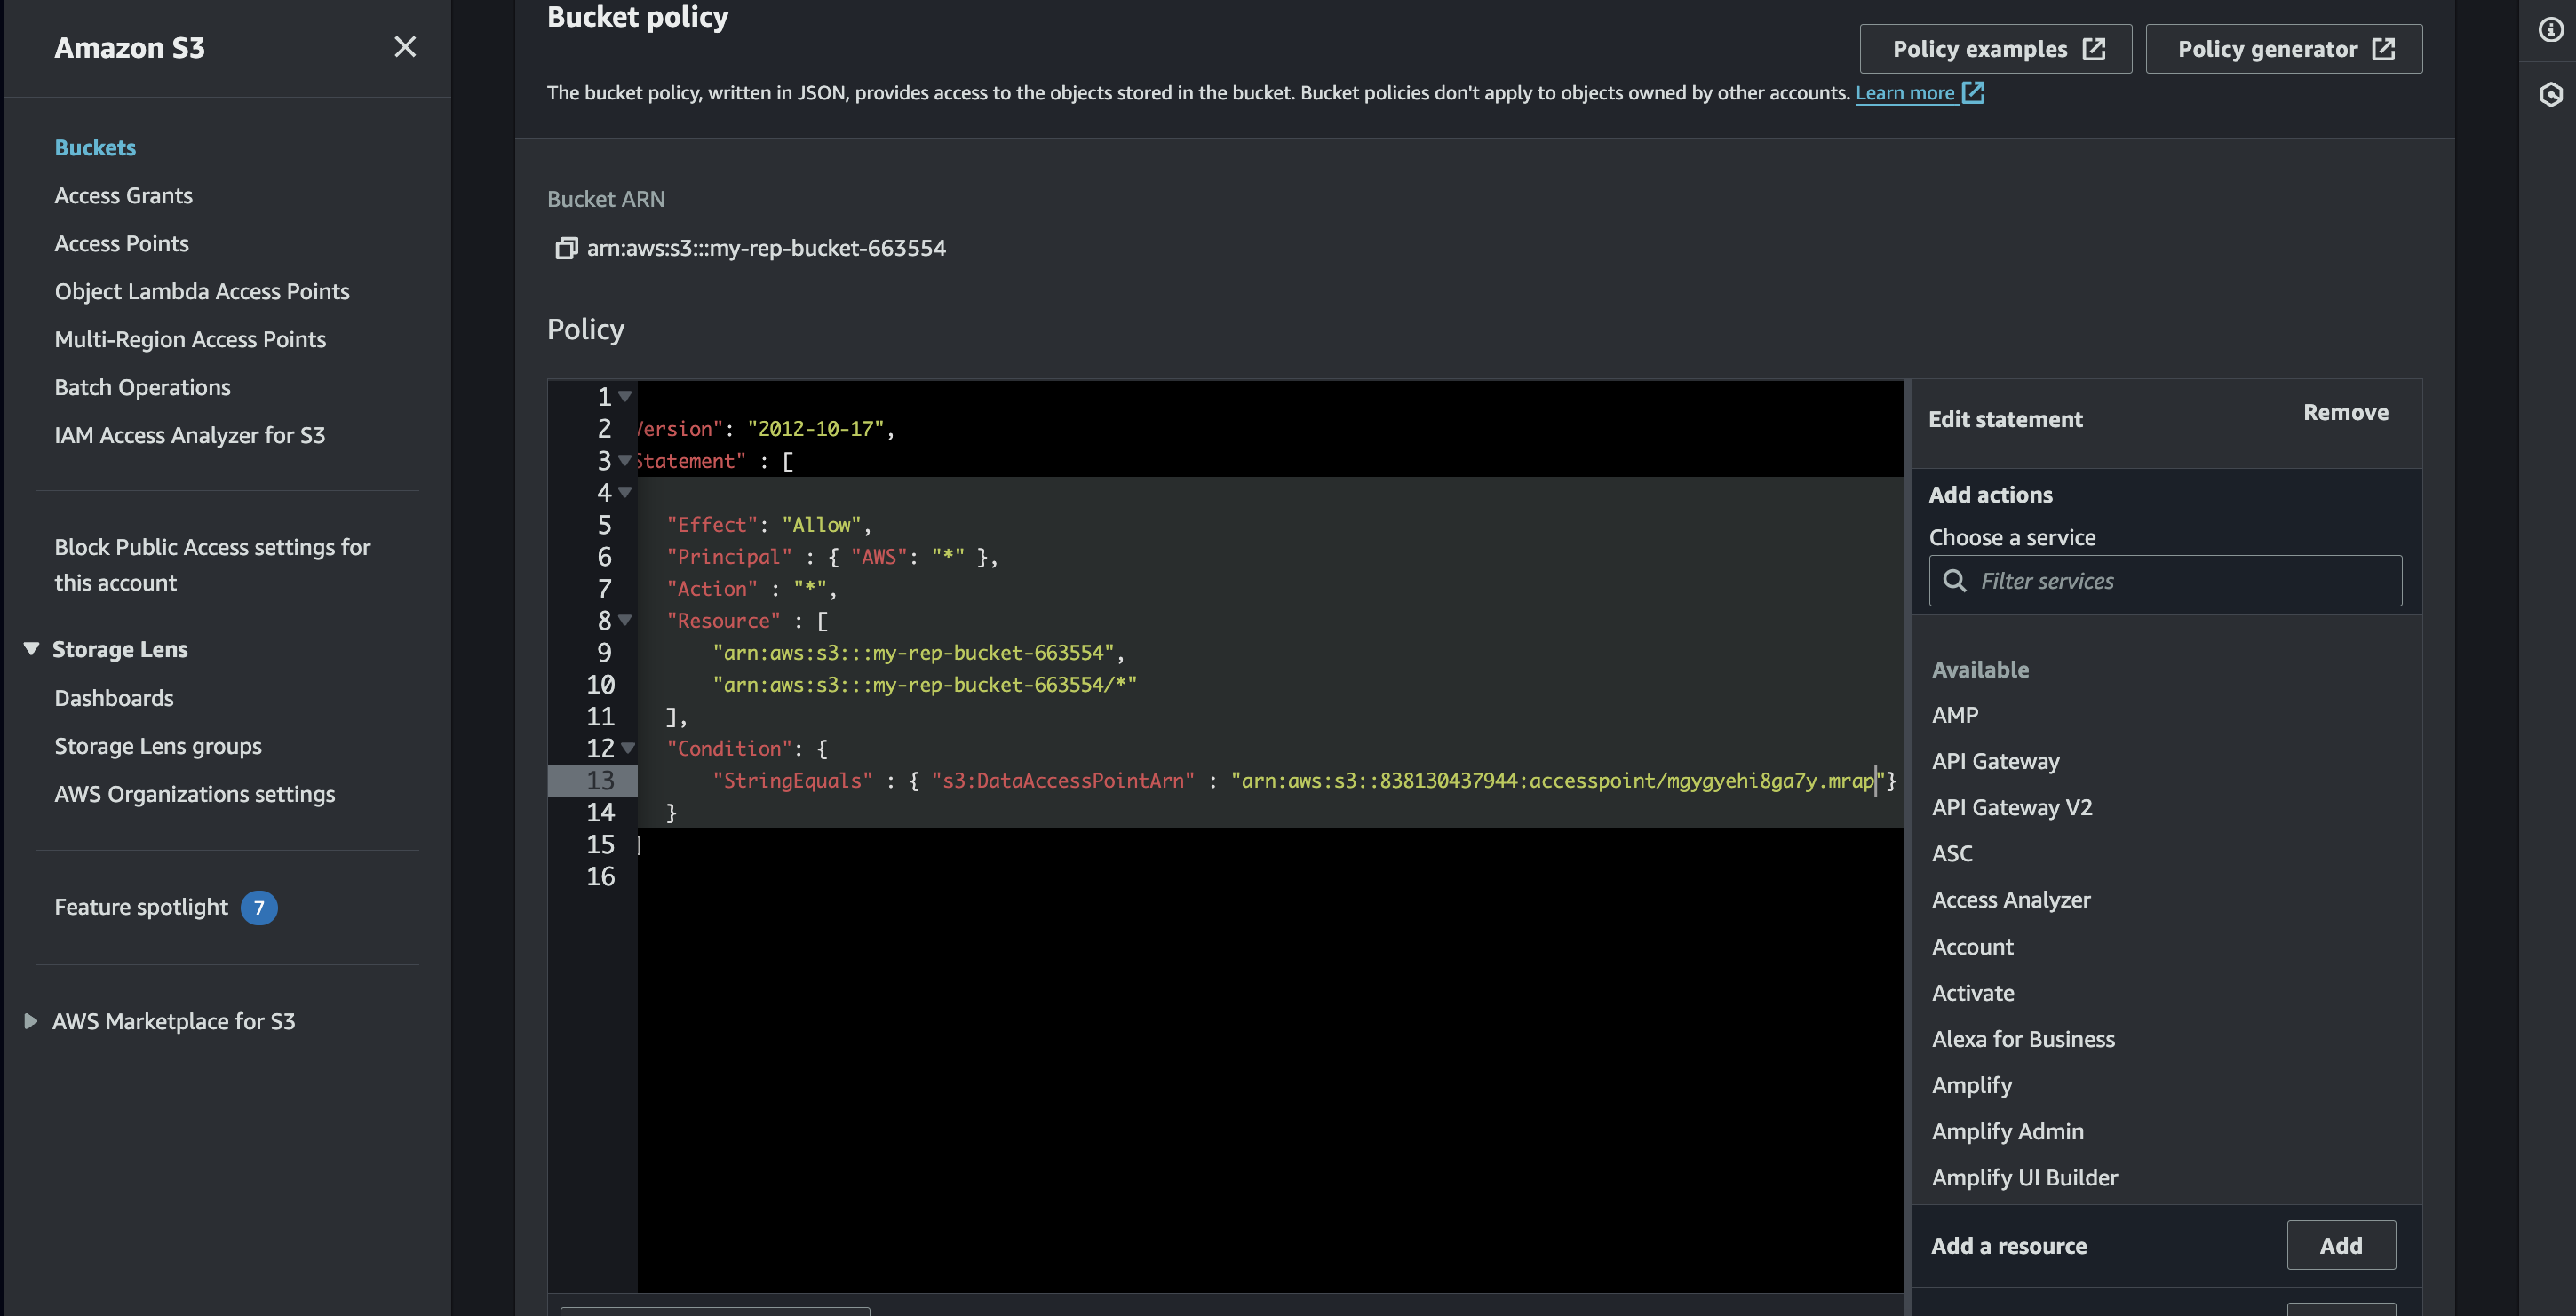 Amazon S3
Buckets
Access Grants
Access Points
Object Lambda Access Points
Multi-Region Access Points
Batch Operations
IAM Access Analyzer for S3
Block Public Access settings for
this account
Storage Lens
Dashboards
Storage Lens groups
AWS Organizations settings
Feature spotlight 7
AWS Marketplace for S3
Bucket policy
Policy examples
Policy generator
The bucket policy, written in JSON, provides access to the objects stored in the bucket. Bucket policies don't apply to objects owned by other accounts. Learn more
Bucket ARN
arn:aws:s3:::my-rep-bucket-663554
Policy
1
2 Version": "2012-10-17",
3 Statement" : [
4
5 "Effect": "Allow",
6 "Principal" : { "AWS": "*" },
7 "Action" : "*",
8 "Resource" : [
9 "arn:aws:s3:::my-rep-bucket-663554",
10 "arn:aws:s3:::my-rep-bucket-663554/*"
11 ],
12 "Condition": {
13 "StringEquals" : { "s3:DataAccessPointArn" : "arn:aws:s3::838130437944:accesspoint/mgygyehi8ga7y.mrap"}
14 }
15 ]
16
Edit statement
Remove
Add actions
Choose a service
Filter services
Available
AMP
API Gateway
API Gateway V2
ASC
Access Analyzer
Account
Activate
Alexa for Business
Amplify
Amplify Admin
Amplify UI Builder
Add a resource
Add